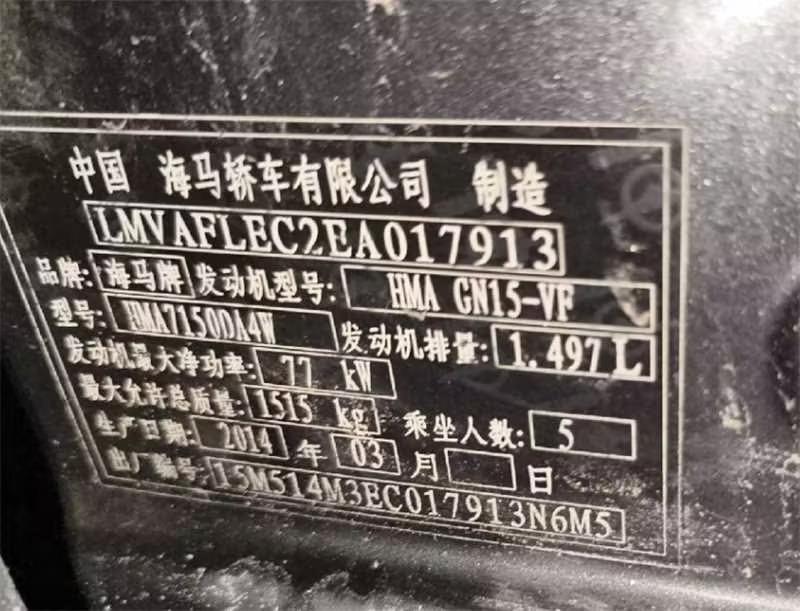 中国 海马轿车有限公司 制造
LMVAFLEC2EA017913
品牌: 海马牌 发动机型号: HMA GN15-VF
型号: HMA7150DA4W 发动机排量: 1.497L
发动机最大净功率: 77 kW
最大允许总质量: 1515 kg 乘坐人数: 5
生产日期: 2014 年 03 月 日
出厂编号: 15M514M3EC017913N6M5